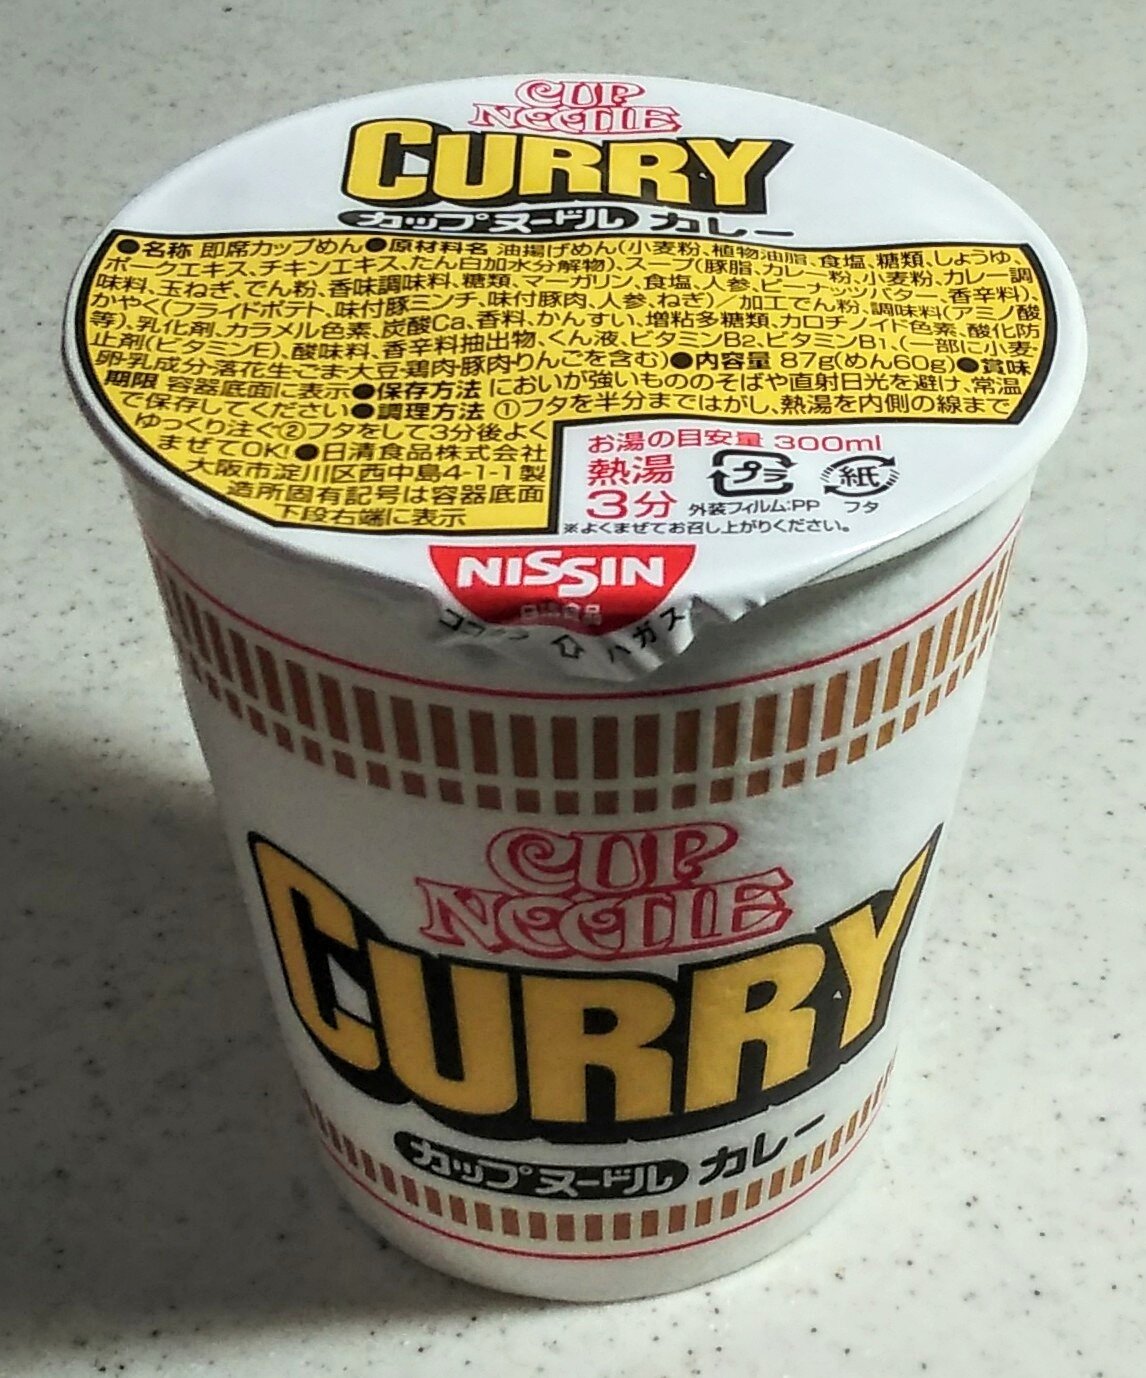 CUP
NOODLE
CURRY
カップヌードル カレー
●名称 即席カップめん●原材料名 油揚げめん(小麦粉、植物油脂、食塩、糖類、しょうゆ、
ポークエキス、チキンエキス、たん白加水分解物)、スープ(豚脂、カレー粉、小麦粉、カレー調
味料、玉ねぎ、でん粉、香味調味料、糖類、マーガリン、食塩、人参、ピーナッツバター、香辛料)、
かやく(フライドポテト、味付豚ミンチ、味付豚肉、人参、ねぎ)／加工でん粉、調味料(アミノ酸
等)、乳化剤、カラメル色素、炭酸Ca、香料、かんすい、増粘多糖類、カロチノイド色素、酸化防
止剤(ビタミンE)、酸味料、香辛料抽出物、くん液、ビタミンB2、ビタミンB1、(一部に小麦・
卵・乳成分・落花生・ごま・大豆・鶏肉・豚肉・りんごを含む)●内容量 87g(めん60g)●賞味
期限 容器底面に表示●保存方法 においが強いもののそばや直射日光を避け、常温
で保存してください●調理方法 ①フタを半分まではがし、熱湯を内側の線まで
ゆっくり注ぐ②フタをして3分後よく
まぜてOK!●日清食品株式会社
大阪市淀川区西中島4-1-1製
造所固有記号は容器底面
下段右端に表示
お湯の目安量 300ml
熱湯
3分
プラ
外装フィルム:PP
紙
フタ
※よくまぜてお召し上がりください。
NISSIN
日清食品
ココから ハガス
CUP
NOODLE
CURRY
カップヌードル カレー